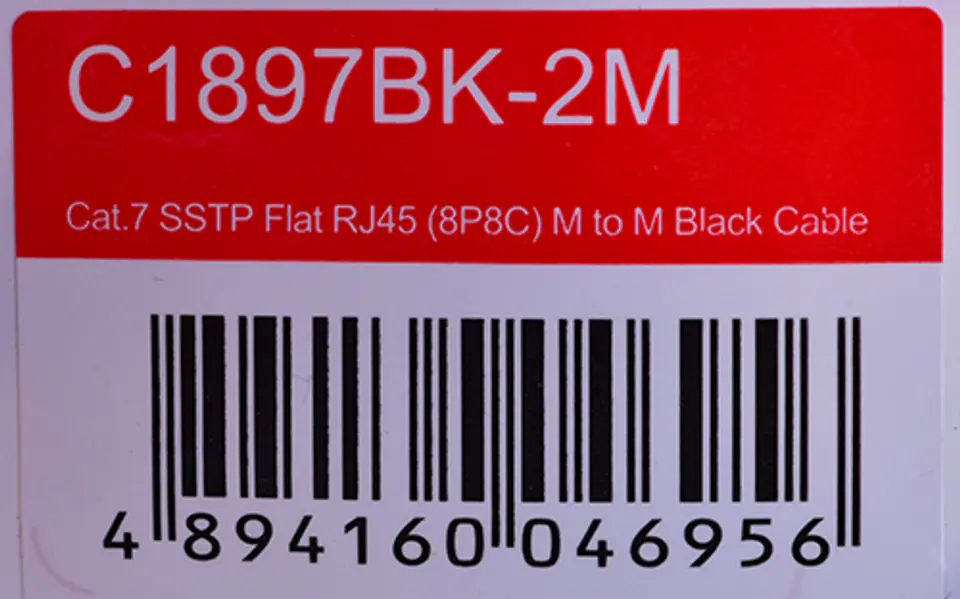 C1897BK-2M
Cat.7 SSTP Flat RJ45 (8P8C) M to M Black Cable
4 894160 046956